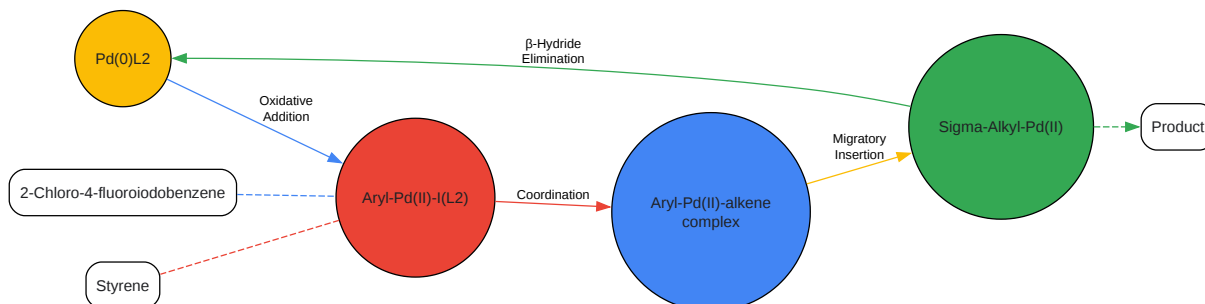 β-Hydride
Elimination
Pd(0)L2
Oxidative
Addition
Sigma-Alkyl-Pd(II)
Product
Migratory
Insertion
2-Chloro-4-fluoroiodobenzene
Aryl-Pd(II)-I(L2)
Coordination
Aryl-Pd(II)-alkene
complex
Styrene